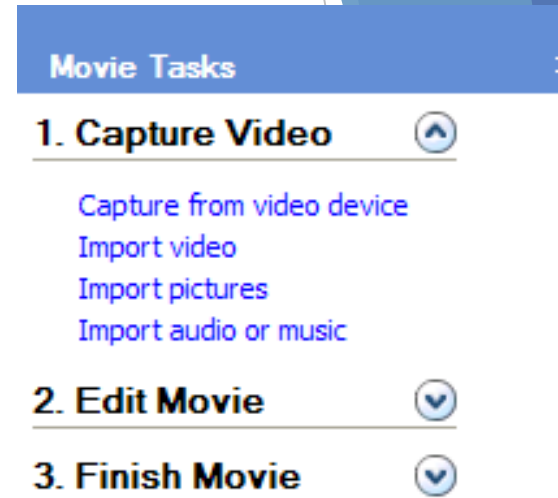 Movie Tasks
1. Capture Video
Capture from video device
Import video
Import pictures
Import audio or music
2. Edit Movie
3. Finish Movie